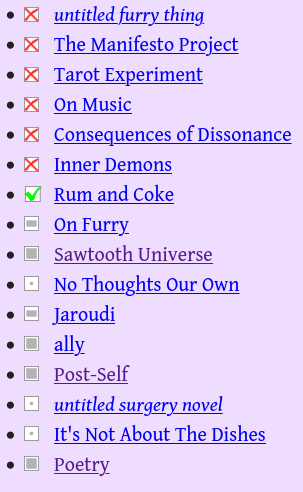 untitled furry thing
The Manifesto Project
Tarot Experiment
On Music
Consequences of Dissonance
Inner Demons
Rum and Coke
On Furry
Sawtooth Universe
No Thoughts Our Own
Jaroudi
ally
Post-Self
untitled surgery novel
It's Not About The Dishes
Poetry